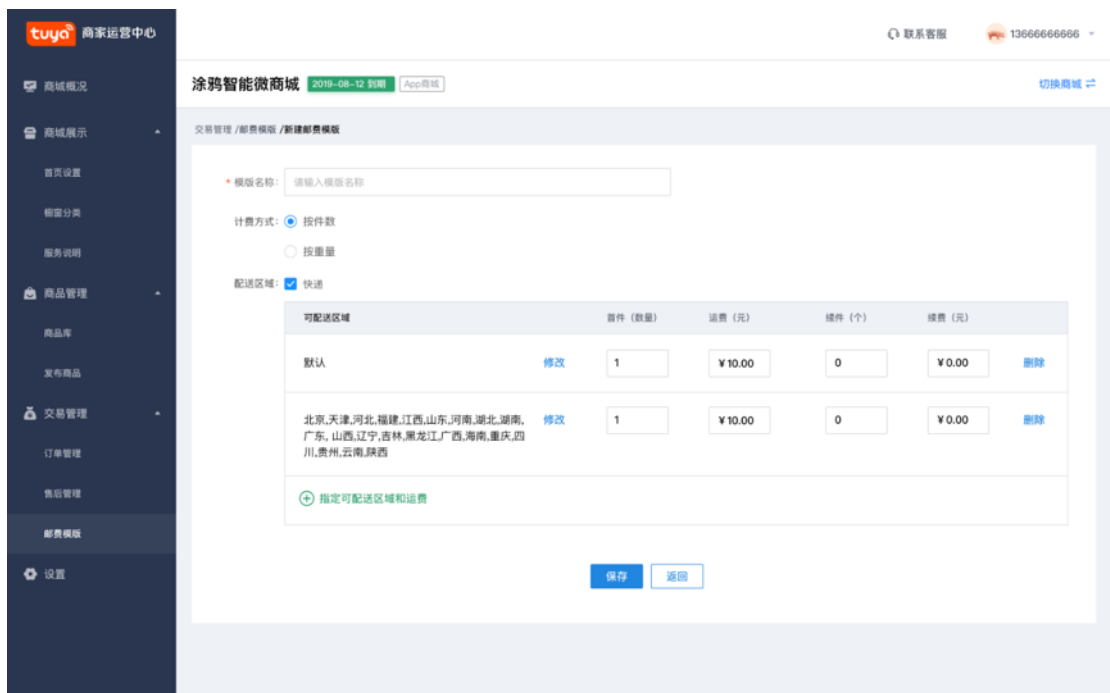 tuya 商家运营中心
联系客服
13666666666
商城概况
涂鸦智能微商城 2019-08-12 到期 App商城
切换商城
商城展示
交易管理 /邮费模版 /新建邮费模版
首页设置
* 模版名称: 请输入模版名称
橱窗分类
计费方式: 按件数
服务说明
按重量
配送区域: 快递
商品管理
可配送区域 首件 (数量) 运费 (元) 续件 (个) 续费 (元)
商品库
默认 修改 1 ¥10.00 0 ¥0.00 删除
发布商品
交易管理
北京,天津,河北,福建,江西,山东,河南,湖北,湖南, 修改 1 ¥10.00 0 ¥0.00 删除
广东, 山西,辽宁,吉林,黑龙江,广西,海南,重庆,四
川,贵州,云南,陕西
订单管理
售后管理
指定可配送区域和运费
邮费模版
设置
保存 返回